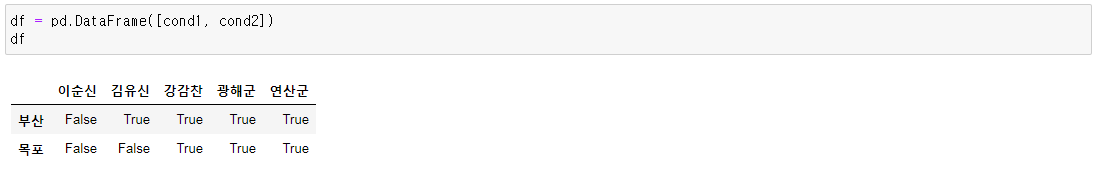 df = pd.DataFrame([cond1, cond2])
df
이순신 김유신 강감찬 광해군 연산군
부산 False True True True True
목포 False False True True True